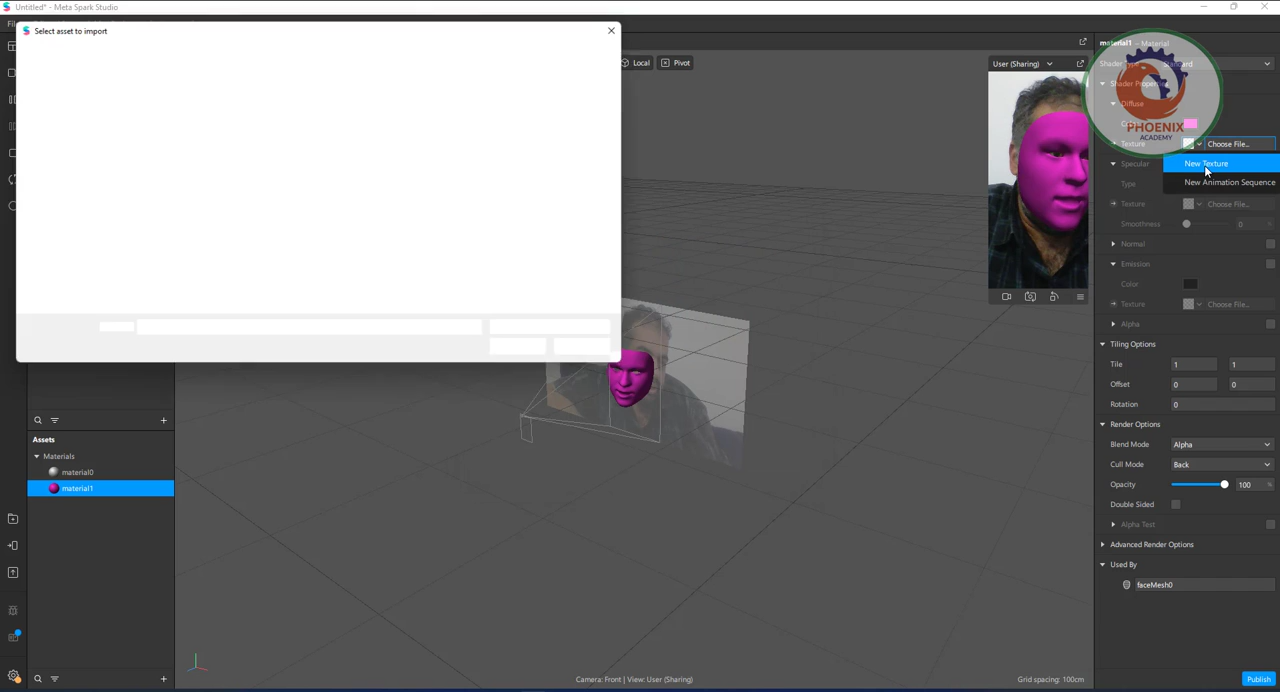 Untitled* - Meta Spark Studio
Select asset to import
Local
Pivot
User (Sharing)
material1 - Material
Standard
Diffuse
PHOENIX
ACADEMY
Texture
Choose File...
New Texture
Specular
Type
New Animation Sequence
Texture
Choose File...
Smoothness
0
%
Normal
Emission
Color
Texture
Choose File...
Alpha
Tiling Options
Tile
1
1
Offset
0
0
Rotation
0
Render Options
Blend Mode
Alpha
Cull Mode
Back
Opacity
100
%
Double Sided
Alpha Test
Advanced Render Options
Used By
faceMesh0
Assets
Materials
material0
material1
Camera: Front | View: User (Sharing)
Grid spacing: 100cm
Publish